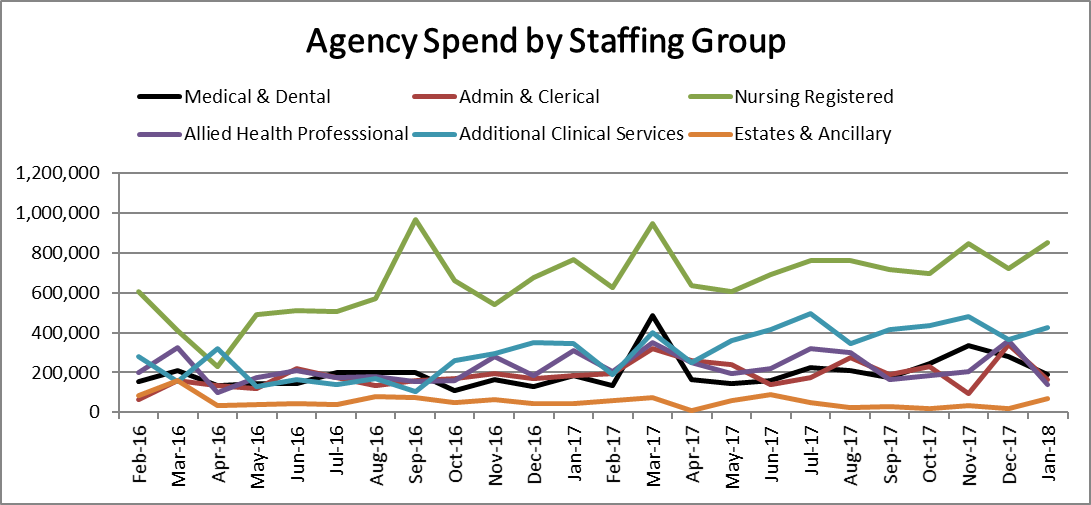 Agency Spend by Staffing Group
Medical & Dental Admin & Clerical Nursing Registered
Allied Health Professsional Additional Clinical Services Estates & Ancillary
1,200,000
1,000,000
800,000
600,000
400,000
200,000
0
Feb-16
Mar-16
Apr-16
May-16
Jun-16
Jul-16
Aug-16
Sep-16
Oct-16
Nov-16
Dec-16
Jan-17
Feb-17
Mar-17
Apr-17
May-17
Jun-17
Jul-17
Aug-17
Sep-17
Oct-17
Nov-17
Dec-17
Jan-18